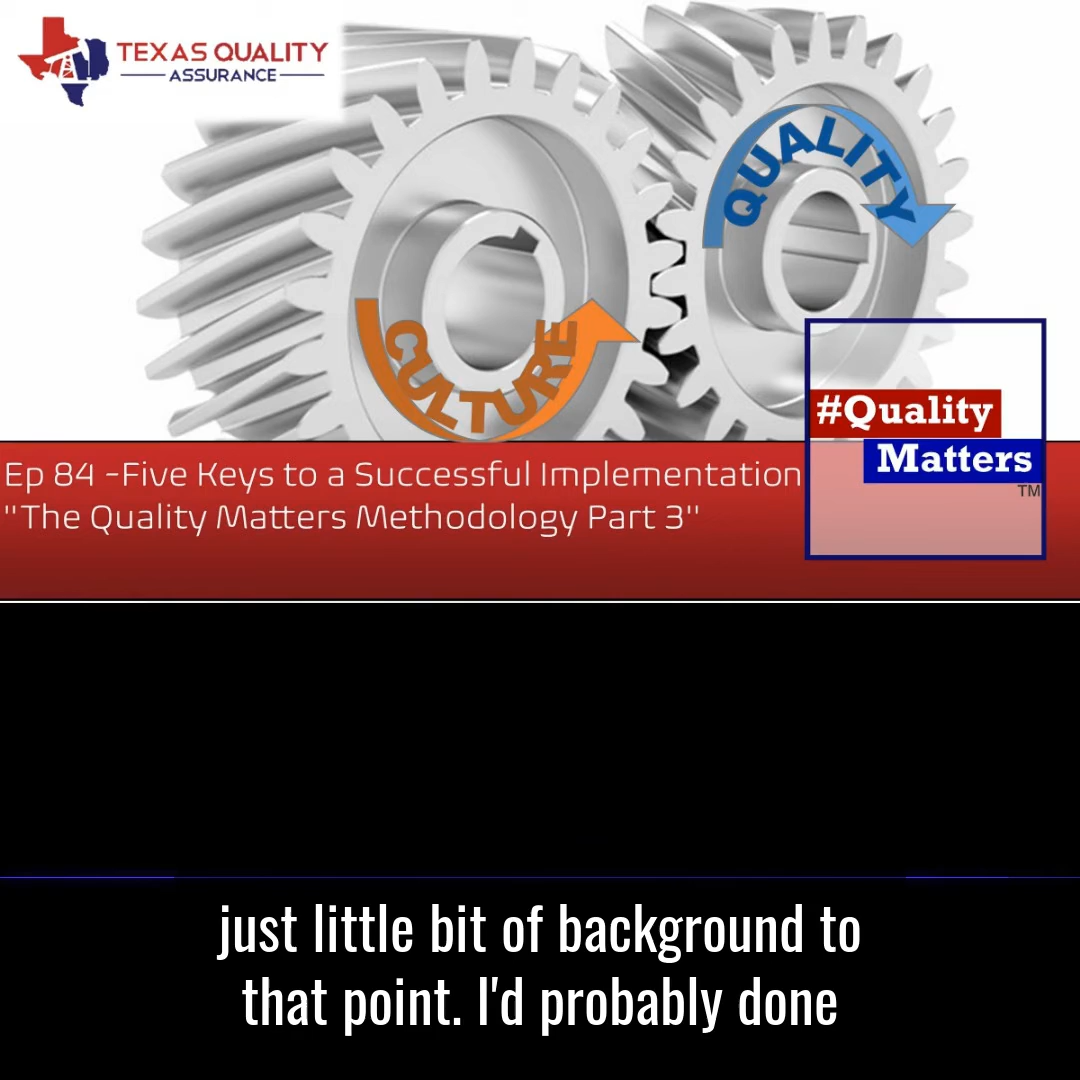 TEXAS QUALITY
ASSURANCE
QUALITY
CULTURE
#Quality
Matters
TM
Ep 84 -Five Keys to a Successful Implementation
"The Quality Matters Methodology Part 3"
just little bit of background to
that point. I'd probably done